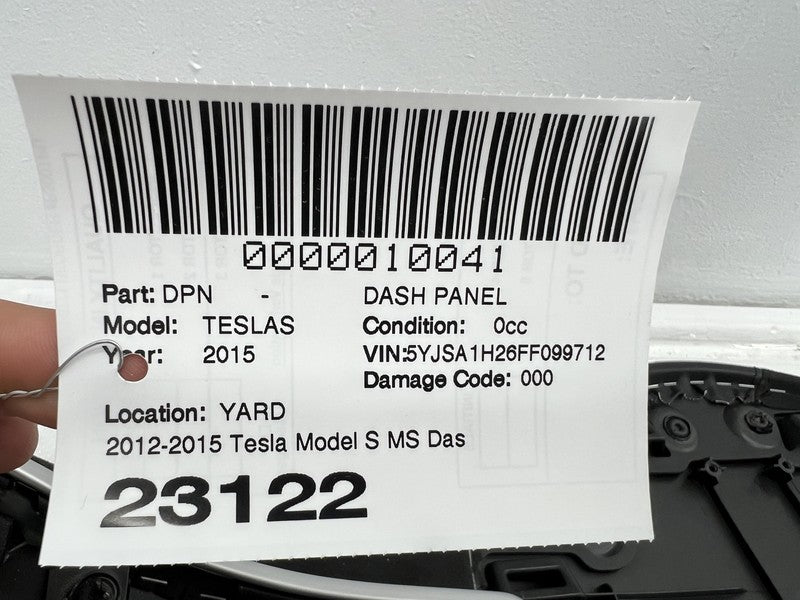 0000010041
Part: DPN - DASH PANEL
Model: TESLAS Condition: 0cc
Year: 2015 VIN:5YJSA1H26FF099712
Damage Code: 000
Location: YARD
2012-2015 Tesla Model S MS Das
23122